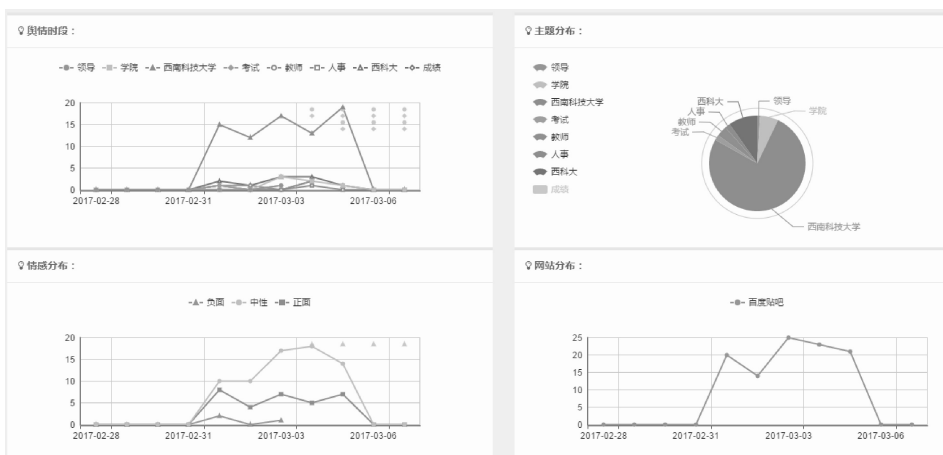 舆情时段：
领导 学院 西南科技大学 考试 教师 人事 西科大 成绩
20
15
10
5
0
2017-02-28 2017-02-31 2017-03-03 2017-03-06
主题分布：
领导
学院
西南科技大学
考试
教师
人事
西科大
成绩
西科大
人事
教师
考试
领导
学院
西南科技大学
情感分布：
负面 中性 正面
20
15
10
5
0
2017-02-28 2017-02-31 2017-03-03 2017-03-06
网站分布：
百度贴吧
25
20
15
10
5
0
2017-02-28 2017-02-31 2017-03-03 2017-03-06